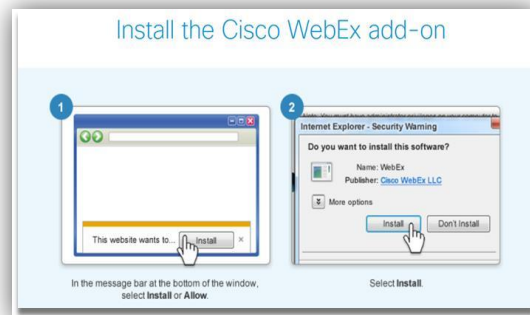 Install the Cisco WebEx add-on
1
This website wants to...
Install
×
In the message bar at the bottom of the window,
select Install or Allow.
2
Internet Explorer - Security Warning
Do you want to install this software?
Name: WebEx
Publisher: Cisco WebEx LLC
More options
Install
Don't Install
Select Install.